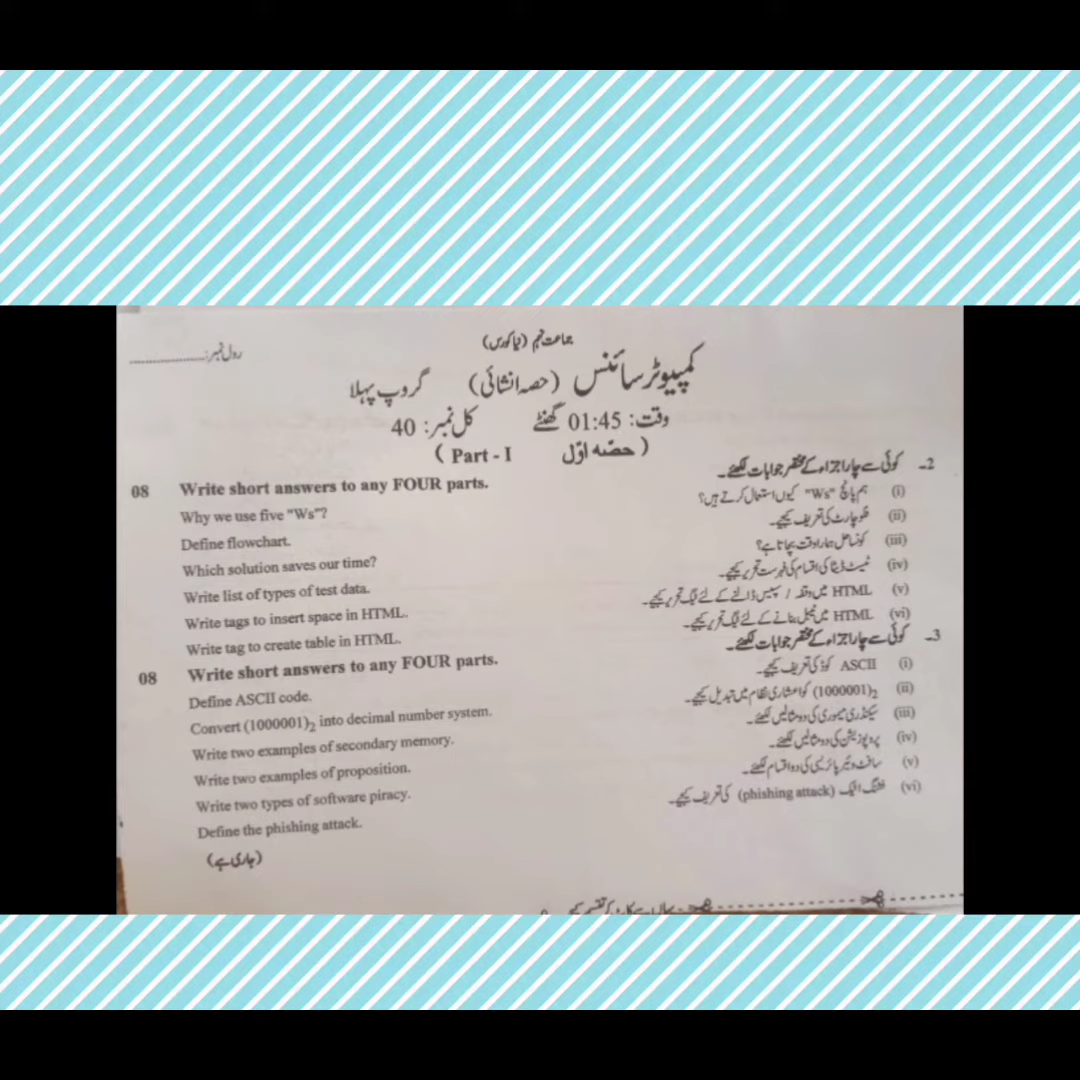 جماعت نہم (نیا کورس)
رول نمبر:....................
کمپیوٹر سائنس (حصہ انشائی) گروپ پہلا
وقت: 01:45 گھنٹے کل نمبر: 40
( Part - I حصّہ اوّل )
2۔ کوئی سے چار اجزاء کے مختصر جوابات لکھئے۔
08 Write short answers to any FOUR parts.
(i) ہم پانچ "Ws" کیوں استعمال کرتے ہیں؟
Why we use five "Ws"?
(ii) فلوچارٹ کی تعریف کیجیے۔
Define flowchart.
(iii) کونسا حل ہمارا وقت بچاتا ہے؟
Which solution saves our time?
(iv) ٹیسٹ ڈیٹا کی اقسام کی فہرست تحریر کیجیے۔
Write list of types of test data.
(v) HTML میں وقفہ / سپیس ڈالنے کے لئے ٹیگ تحریر کیجیے۔
Write tags to insert space in HTML.
(vi) HTML میں ٹیبل بنانے کے لئے ٹیگ تحریر کیجیے۔
Write tag to create table in HTML.
3۔ کوئی سے چار اجزاء کے مختصر جوابات لکھئے۔
08 Write short answers to any FOUR parts.
(i) ASCII کوڈ کی تعریف کیجیے۔
Define ASCII code.
(ii) (1000001)₂ کو اعشاری نظام میں تبدیل کیجیے۔
Convert (1000001)₂ into decimal number system.
(iii) سیکنڈری میموری کی دو مثالیں لکھئے۔
Write two examples of secondary memory.
(iv) پروپوزیشن کی دو مثالیں لکھئے۔
Write two examples of proposition.
(v) سافٹ وئیر پائریسی کی دو اقسام لکھئے۔
Write two types of software piracy.
(vi) فشنگ اٹیک (phishing attack) کی تعریف کیجیے۔
Define the phishing attack.
(جاری ہے)